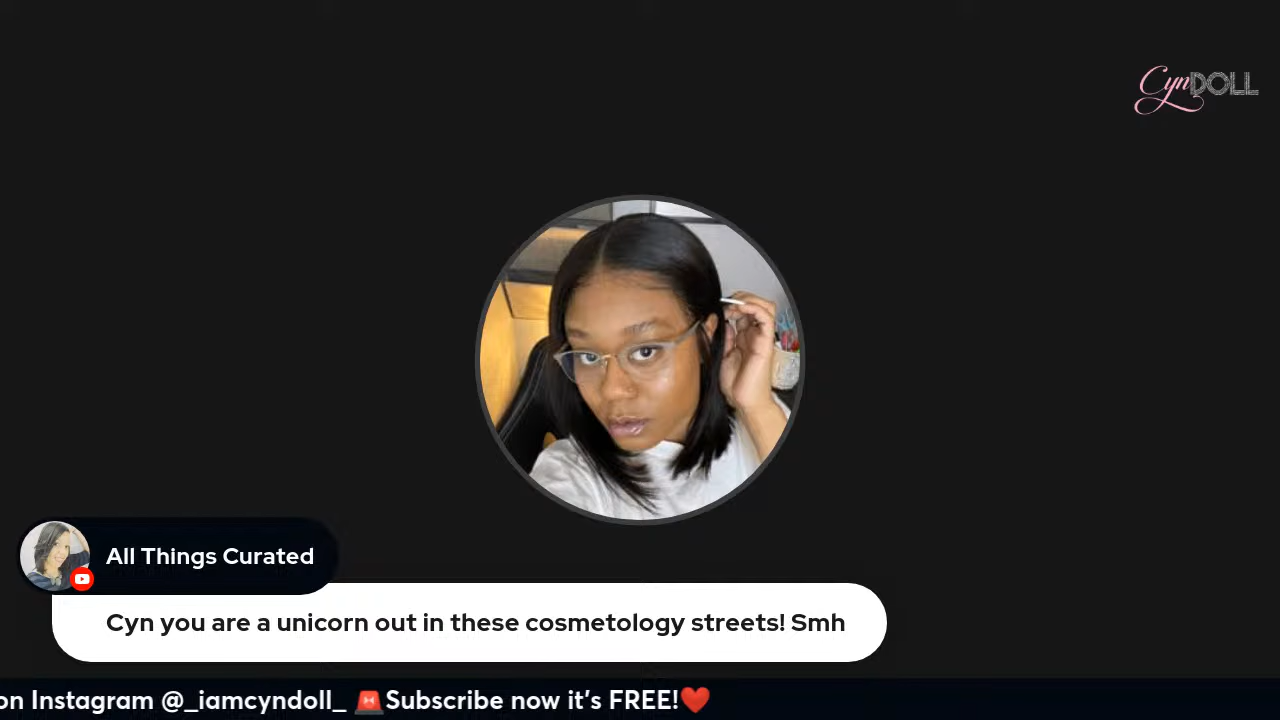 CynDOLL
All Things Curated
Cyn you are a unicorn out in these cosmetology streets! Smh
on Instagram @_iamcyndoll_ 🚨Subscribe now it's FREE!❤️